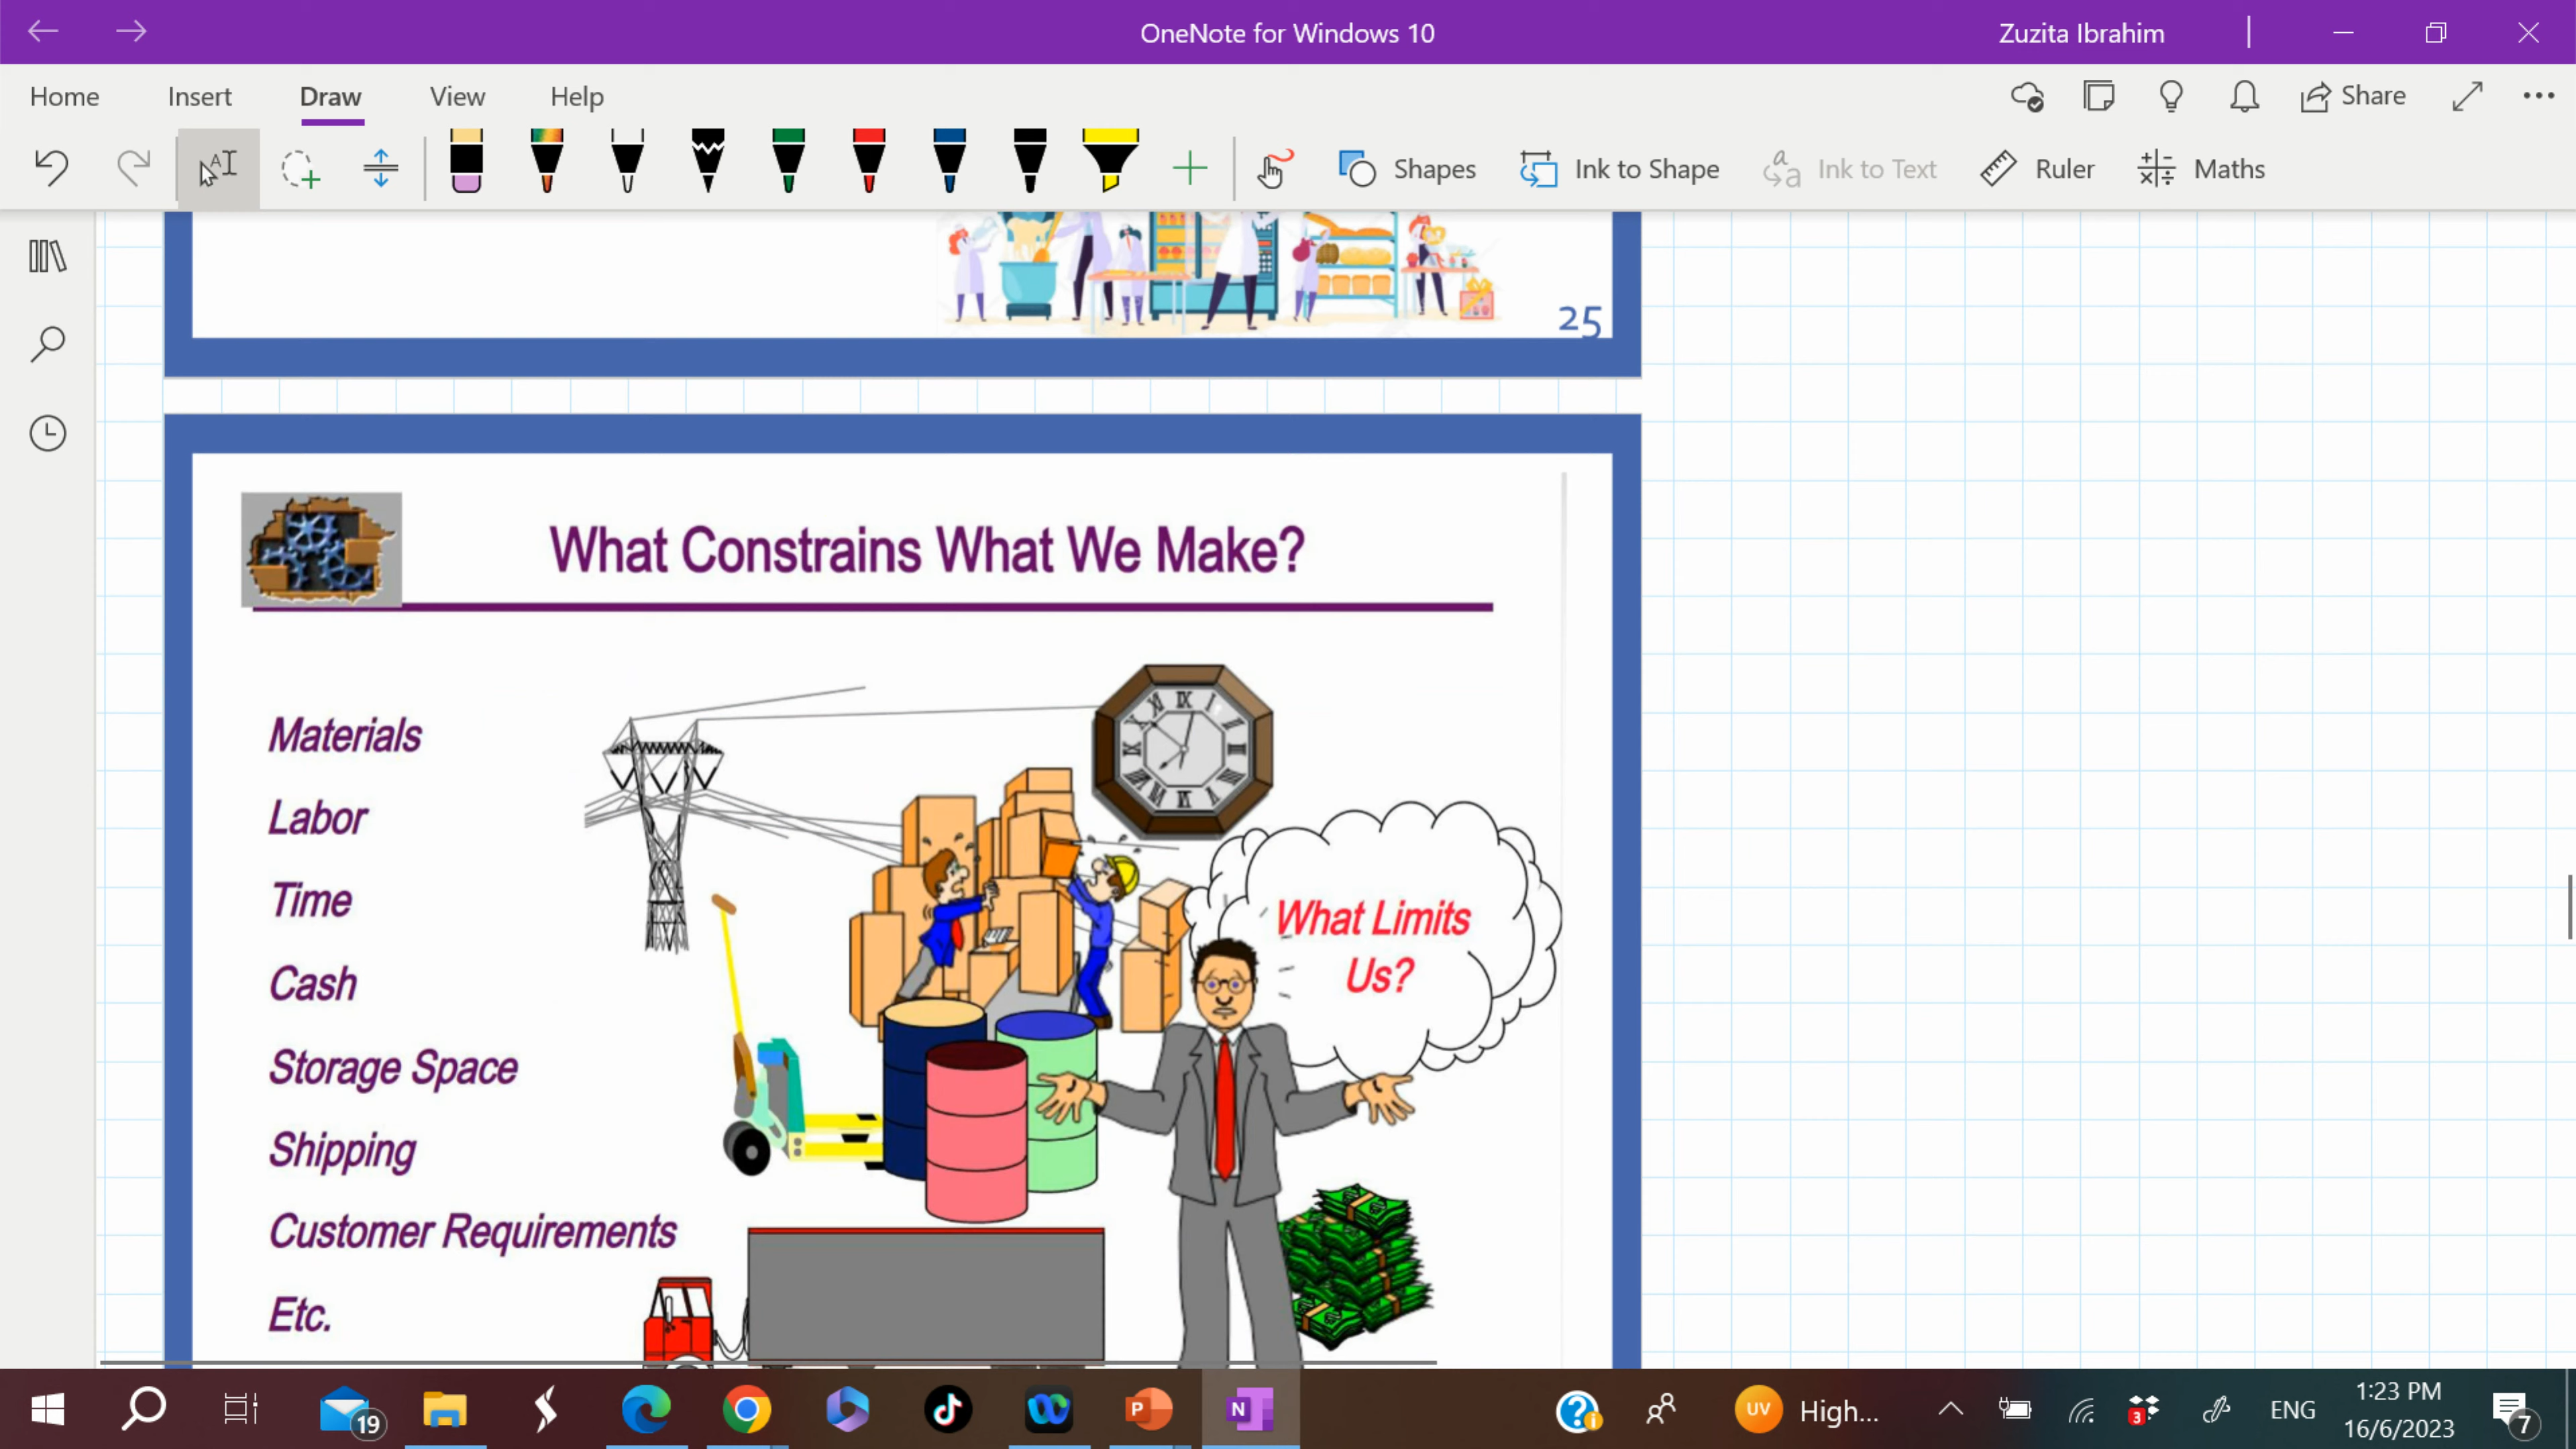 OneNote for Windows 10
Zuzita Ibrahim
Home Insert Draw View Help
Share
Shapes Ink to Shape Ink to Text Ruler Maths
25
What Constrains What We Make?
Materials
Labor
Time
Cash
Storage Space
Shipping
Customer Requirements
Etc.
What Limits
Us?
19
UV High... 3 ENG
1:23 PM
16/6/2023
7